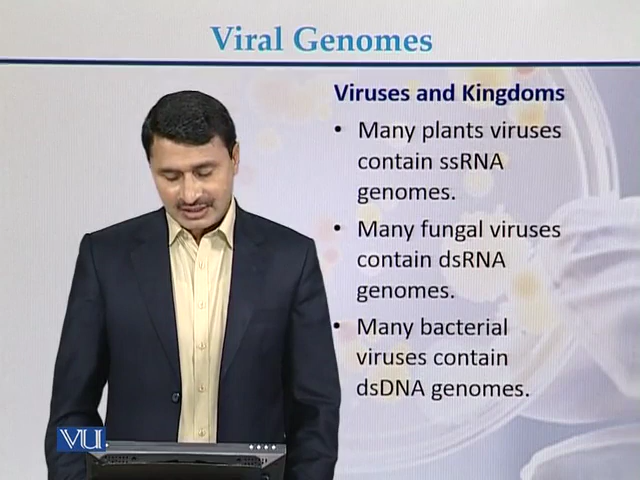 Viral Genomes
Viruses and Kingdoms
• Many plants viruses
contain ssRNA
genomes.
• Many fungal viruses
contain dsRNA
genomes.
• Many bacterial
viruses contain
dsDNA genomes.
VU.